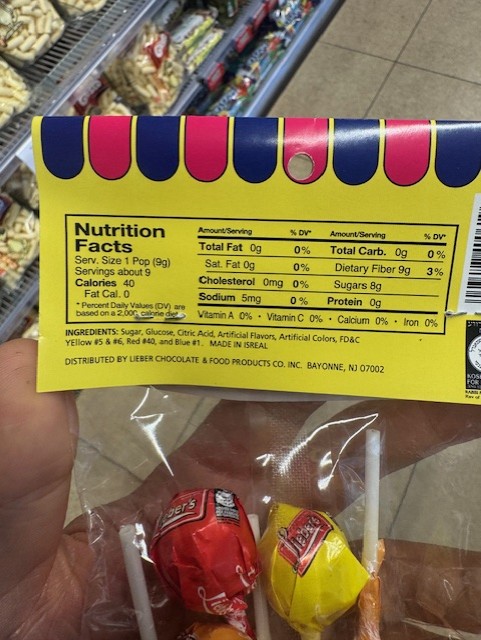 Nutrition
Facts
Serv. Size 1 Pop (9g)
Servings about 9
Calories 40
Fat Cal. 0
* Percent Daily Values (DV) are
based on a 2,000 calorie diet
Amount/Serving % DV* Amount/Serving % DV*
Total Fat 0g 0% Total Carb. 0g 0%
Sat. Fat 0g 0% Dietary Fiber 9g 3%
Cholesterol 0mg 0% Sugars 8g
Sodium 5mg 0% Protein 0g
Vitamin A 0% • Vitamin C 0% • Calcium 0% • Iron 0%
INGREDIENTS: Sugar, Glucose, Citric Acid, Artificial Flavors, Artificial Colors, FD&C
YEllow #5 & #6, Red #40, and Blue #1. MADE IN ISREAL
DISTRIBUTED BY LIEBER CHOCOLATE & FOOD PRODUCTS CO. INC. BAYONNE, NJ 07002
KOSH
FOR
Lieber's
Lieber's